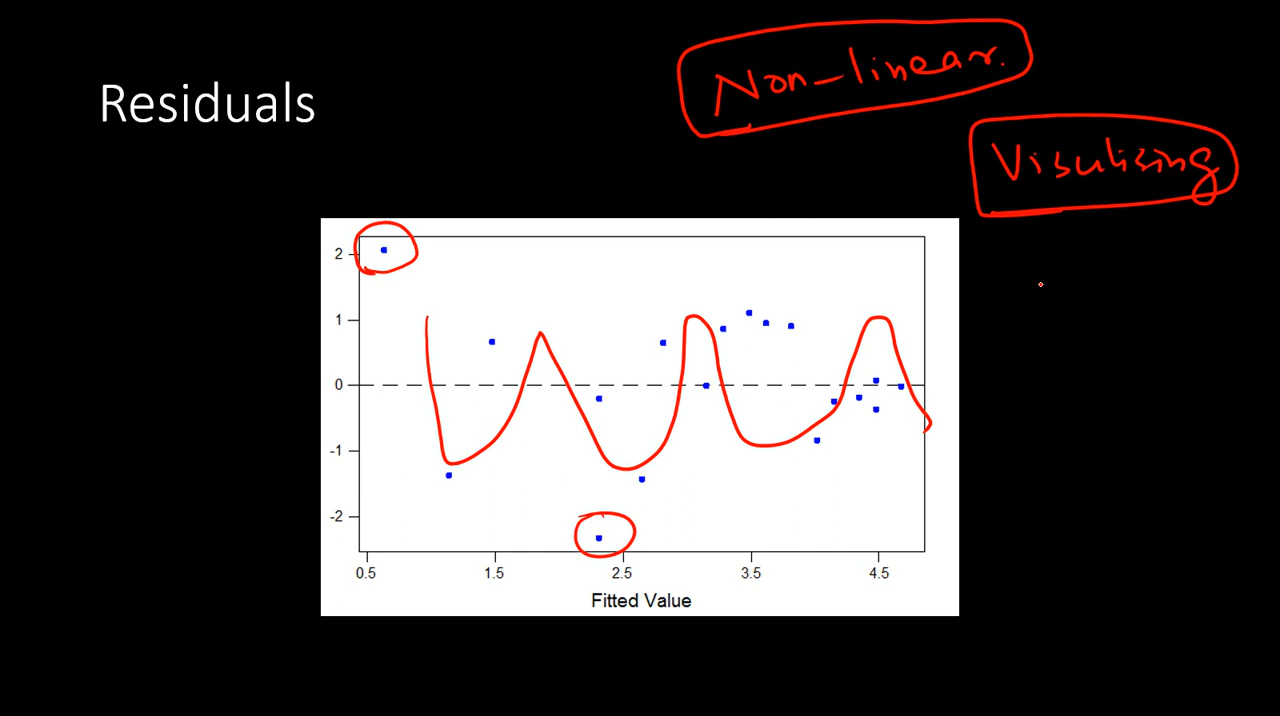 Non-linear.
Residuals
Visulising
2
1
0
-1
-2
0.5 1.5 2.5 3.5 4.5
Fitted Value